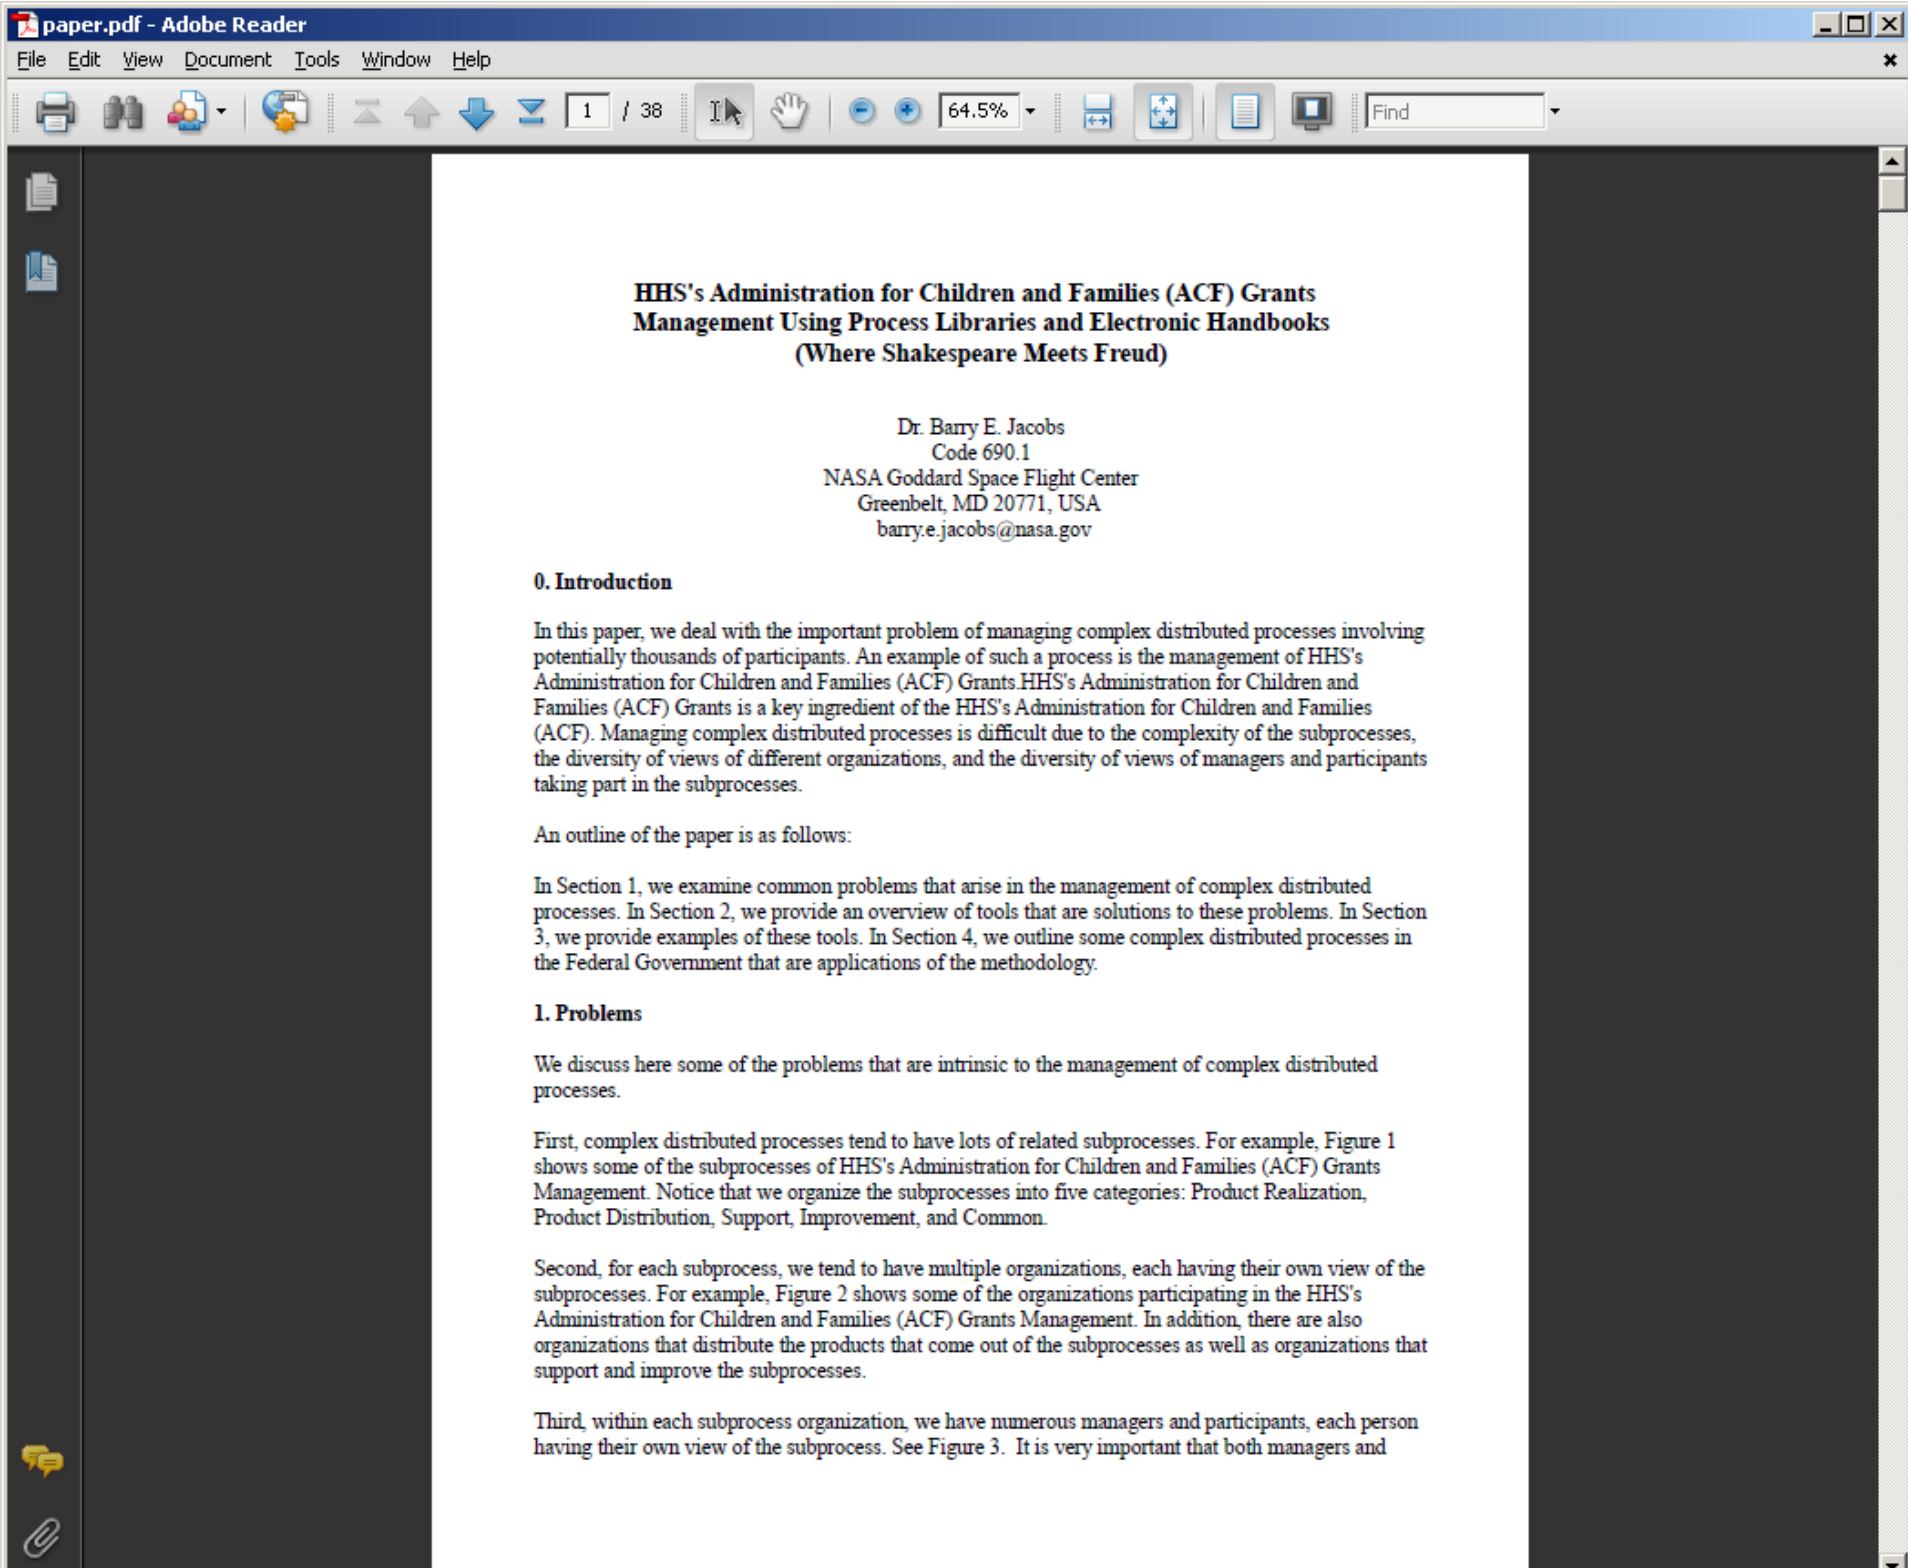 paper.pdf - Adobe Reader
File Edit View Document Tools Window Help
1 / 38 64.5% Find
HHS's Administration for Children and Families (ACF) Grants
Management Using Process Libraries and Electronic Handbooks
(Where Shakespeare Meets Freud)
Dr. Barry E. Jacobs
Code 690.1
NASA Goddard Space Flight Center
Greenbelt, MD 20771, USA
barry.e.jacobs@nasa.gov
0. Introduction
In this paper, we deal with the important problem of managing complex distributed processes involving
potentially thousands of participants. An example of such a process is the management of HHS's
Administration for Children and Families (ACF) Grants.HHS's Administration for Children and
Families (ACF) Grants is a key ingredient of the HHS's Administration for Children and Families
(ACF). Managing complex distributed processes is difficult due to the complexity of the subprocesses,
the diversity of views of different organizations, and the diversity of views of managers and participants
taking part in the subprocesses.
An outline of the paper is as follows:
In Section 1, we examine common problems that arise in the management of complex distributed
processes. In Section 2, we provide an overview of tools that are solutions to these problems. In Section
3, we provide examples of these tools. In Section 4, we outline some complex distributed processes in
the Federal Government that are applications of the methodology.
1. Problems
We discuss here some of the problems that are intrinsic to the management of complex distributed
processes.
First, complex distributed processes tend to have lots of related subprocesses. For example, Figure 1
shows some of the subprocesses of HHS's Administration for Children and Families (ACF) Grants
Management. Notice that we organize the subprocesses into five categories: Product Realization,
Product Distribution, Support, Improvement, and Common.
Second, for each subprocess, we tend to have multiple organizations, each having their own view of the
subprocesses. For example, Figure 2 shows some of the organizations participating in the HHS's
Administration for Children and Families (ACF) Grants Management. In addition, there are also
organizations that distribute the products that come out of the subprocesses as well as organizations that
support and improve the subprocesses.
Third, within each subprocess organization, we have numerous managers and participants, each person
having their own view of the subprocess. See Figure 3. It is very important that both managers and